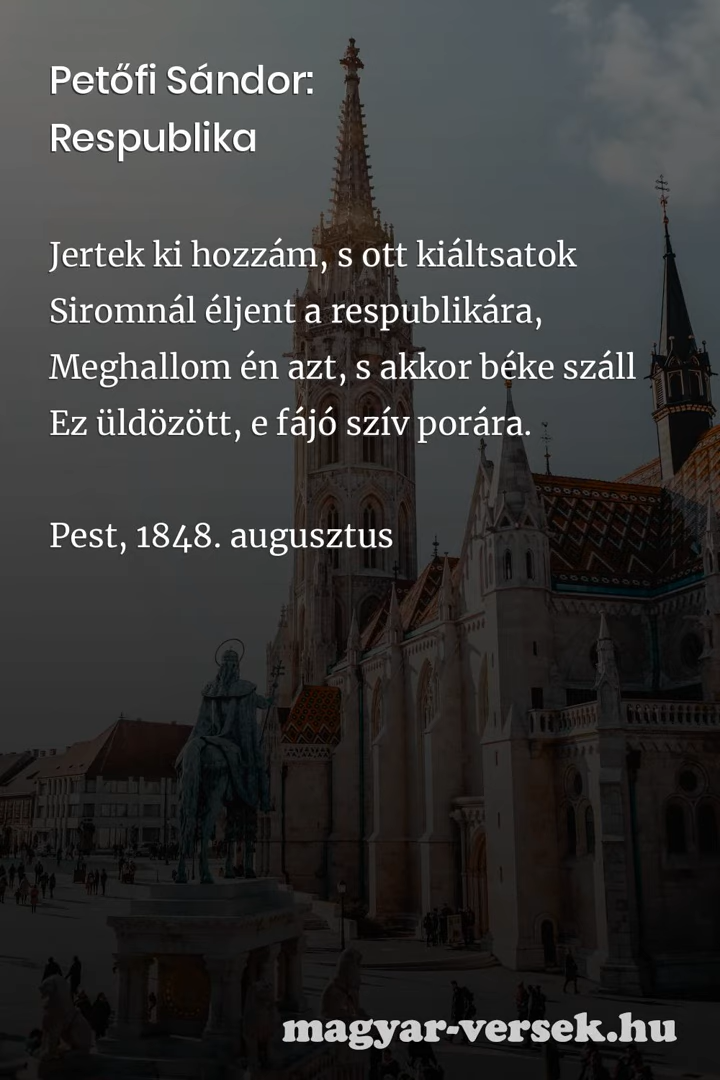 Petőfi Sándor:
Respublika
Jertek ki hozzám, s ott kiáltsatok
Siromnál éljent a respublikára,
Meghallom én azt, s akkor béke száll
Ez üldözött, e fájó szív porára.
Pest, 1848. augusztus
magyar-versek.hu